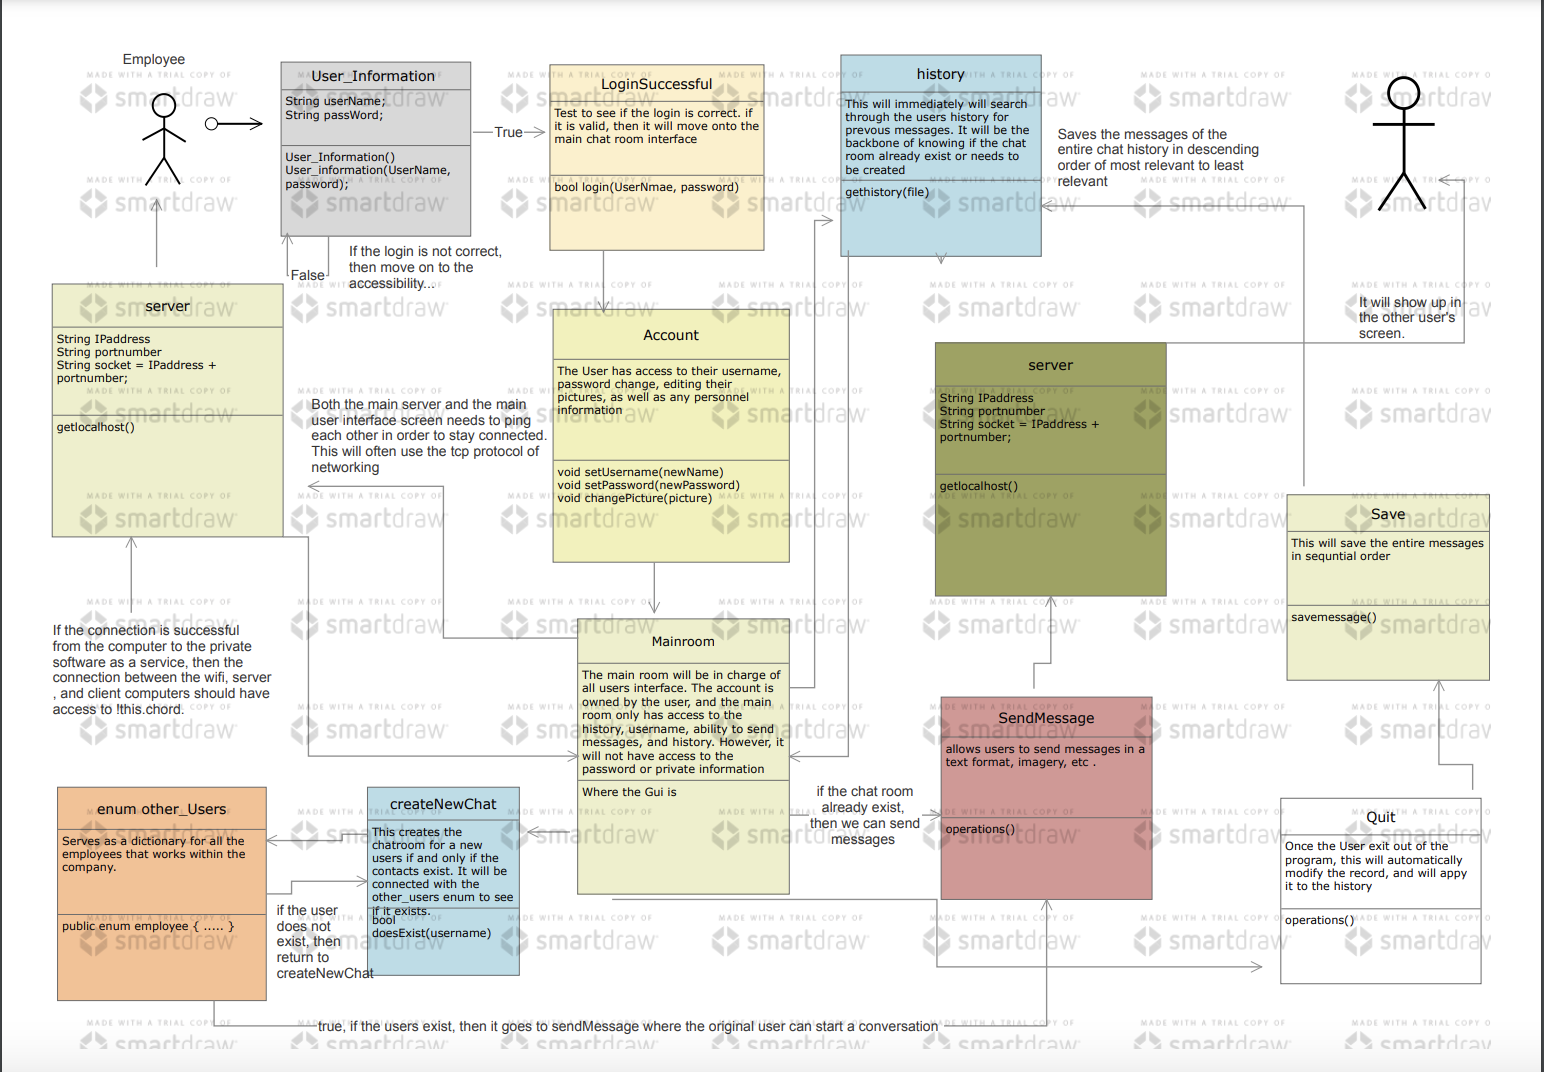 Employee
User_Information
String userName;
String passWord;
User_Information()
User_information(UserName,
password);
True
LoginSuccessful
Test to see if the login is correct. if
it is valid, then it will move onto the
main chat room interface
bool login(UserNmae, password)
history
This will immediately will search
through the users history for
prevous messages. It will be the
backbone of knowing if the chat
room already exist or needs to
be created
gethistory(file)
Saves the messages of the
entire chat history in descending
order of most relevant to least
relevant
False
If the login is not correct,
then move on to the
accessibility...
server
String IPaddress
String portnumber
String socket = IPaddress +
portnumber;
getlocalhost()
Both the main server and the main
user interface screen needs to ping
each other in order to stay connected.
This will often use the tcp protocol of
networking
Account
The User has access to their username,
password change, editing their
pictures, as well as any personnel
information
void setUsername(newName)
void setPassword(newPassword)
void changePicture(picture)
server
String IPaddress
String portnumber
String socket = IPaddress +
portnumber;
getlocalhost()
It will show up in
the other user's
screen.
Save
This will save the entire messages
in sequntial order
savemessage()
If the connection is successful
from the computer to the private
software as a service, then the
connection between the wifi, server
, and client computers should have
access to !this.chord.
Mainroom
The main room will be in charge of
all users interface. The account is
owned by the user, and the main
room only has access to the
history, username, ability to send
messages, and history. However, it
will not have access to the
password or private information
Where the Gui is
if the chat room
already exist,
then we can send
messages
SendMessage
allows users to send messages in a
text format, imagery, etc .
operations()
Quit
Once the User exit out of the
program, this will automatically
modify the record, and will appy
it to the history
operations()
enum other_Users
Serves as a dictionary for all the
employees that works within the
company.
public enum employee { ..... }
createNewChat
This creates the
chatroom for a new
users if and only if the
contacts exist. It will be
connected with the
other_users enum to see
if it exists.
bool
doesExist(username)
if the user
does not
exist, then
return to
createNewChat
true, if the users exist, then it goes to sendMessage where the original user can start a conversation
MADE WITH A TRIAL COPY OF
smartdraw